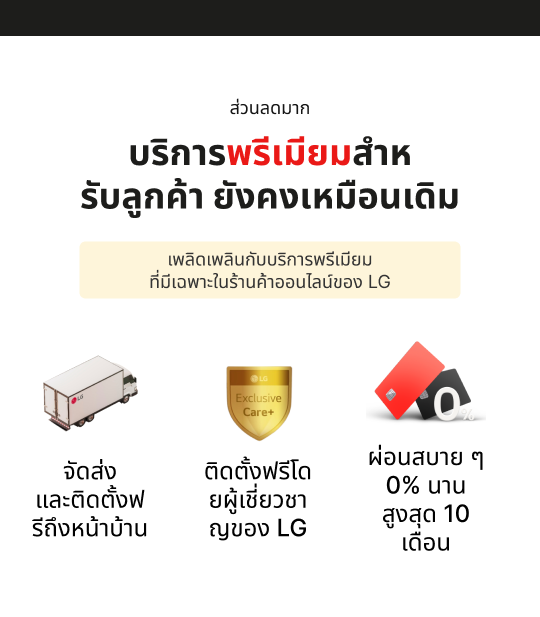 ส่วนลดมาก
บริการพรีเมียมสำห
รับลูกค้า ยังคงเหมือนเดิม
เพลิดเพลินกับบริการพรีเมียม
ที่มีเฉพาะในร้านค้าออนไลน์ของ LG
LG
LG
Exclusive
Care+
0%
จัดส่ง
และติดตั้งฟ
รีถึงหน้าบ้าน
ติดตั้งฟรีโด
ยผู้เชี่ยวชา
ญของ LG
ผ่อนสบาย ๆ
0% นาน
สูงสุด 10
เดือน